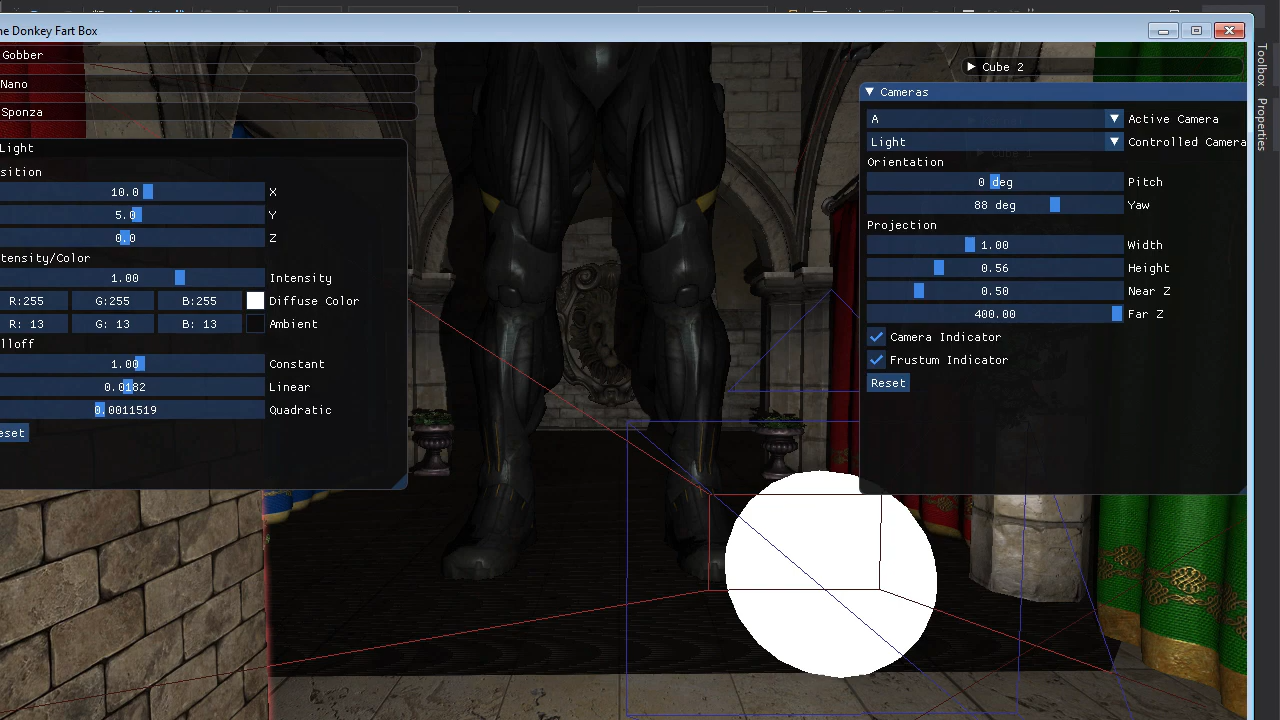 ne Donkey Fart Box
Gobber
Nano
Sponza
Light
sition
10.0 X
5.0 Y
0.0 Z
tensity/Color
1.00 Intensity
R:255 G:255 B:255 Diffuse Color
R: 13 G: 13 B: 13 Ambient
lloff
1.00 Constant
0.0182 Linear
0.0011519 Quadratic
eset
Cube 2
Cameras
A Active Camera
Light Controlled Camera
Orientation
0 deg Pitch
88 deg Yaw
Projection
1.00 Width
0.56 Height
0.50 Near Z
400.00 Far Z
Camera Indicator
Frustum Indicator
Reset
Toolbox
Properties